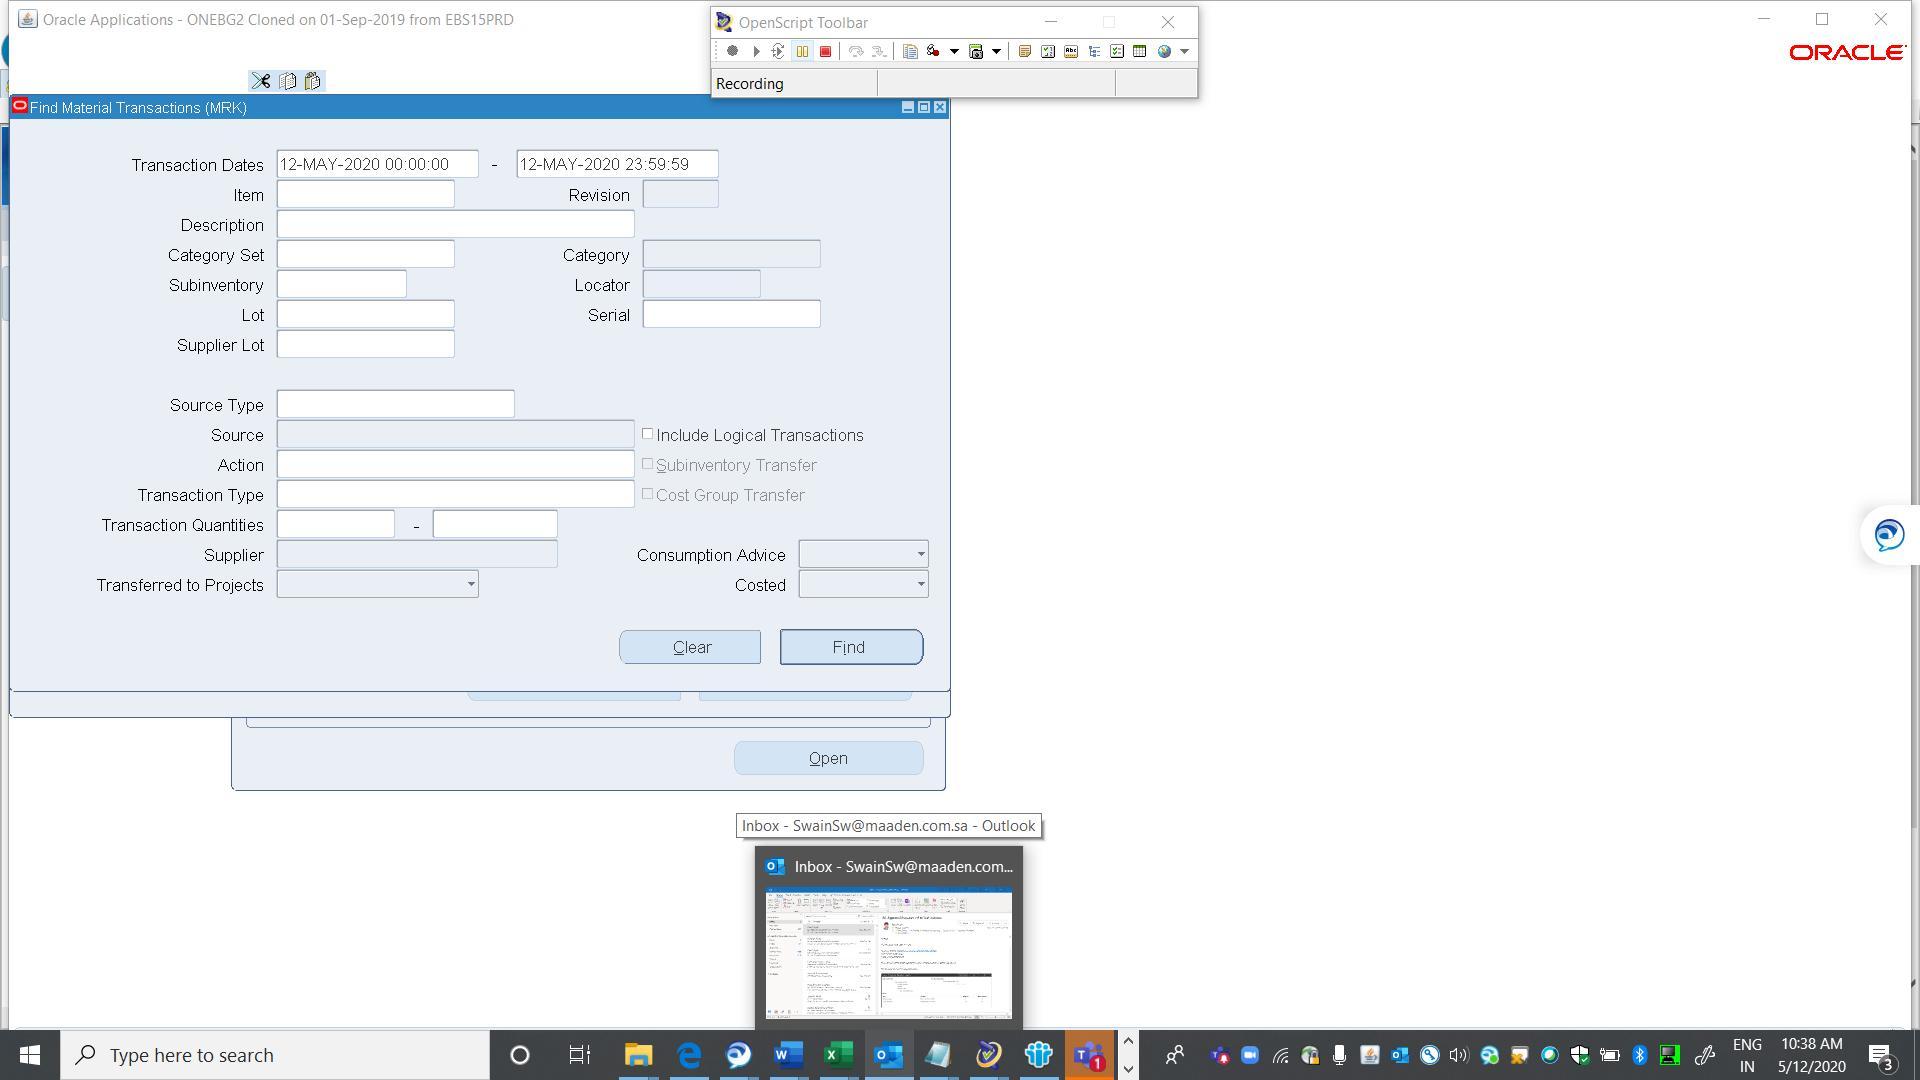 Oracle Applications - ONEBG2 Cloned on 01-Sep-2019 from EBS15PRD
OpenScript Toolbar
ORACLE
Recording
Find Material Transactions (MRK)
Transaction Dates 12-MAY-2020 00:00:00 - 12-MAY-2020 23:59:59
Item Revision
Description
Category Set Category
Subinventory Locator
Lot Serial
Supplier Lot
Source Type
Source Include Logical Transactions
Action Subinventory Transfer
Transaction Type Cost Group Transfer
Transaction Quantities -
Supplier Consumption Advice
Transferred to Projects Costed
Clear Find
Open
Inbox - SwainSw@maaden.com.sa - Outlook
Inbox - SwainSw@maaden.com...
Type here to search
1
ENG
IN
10:38 AM
5/12/2020
3